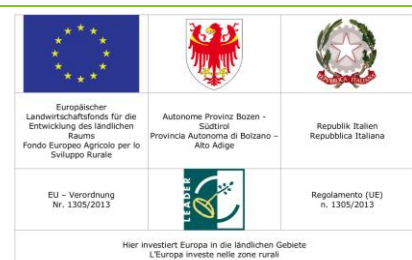 Europäischer
Landwirtschaftsfonds für die
Entwicklung des ländlichen
Raums
Fondo Europeo Agricolo per lo
Sviluppo Rurale
Autonome Provinz Bozen -
Südtirol
Provincia Autonoma di Bolzano –
Alto Adige
Republik Italien
Repubblica Italiana
EU – Verordnung
Nr. 1305/2013
LEADER
Regolamento (UE)
n. 1305/2013
Hier investiert Europa in die ländlichen Gebiete
L'Europa investe nelle zone rurali